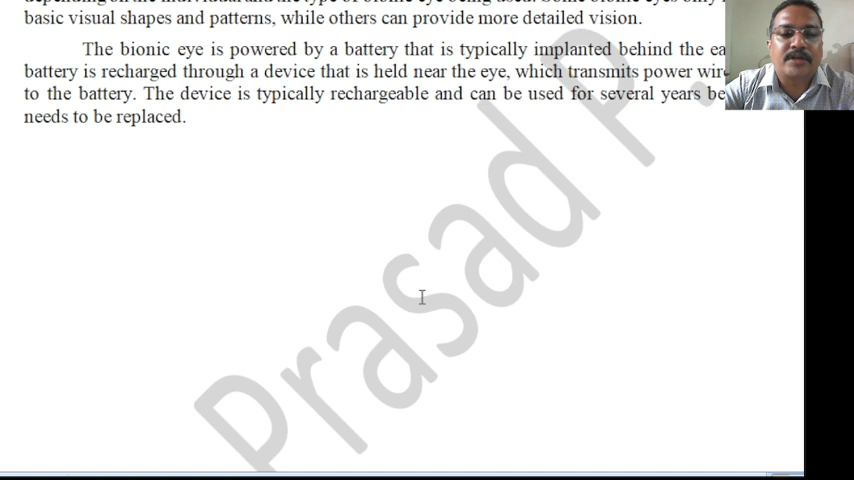 basic visual shapes and patterns, while others can provide more detailed vision.
The bionic eye is powered by a battery that is typically implanted behind the
battery is recharged through a device that is held near the eye, which transmits power
to the battery. The device is typically rechargeable and can be used for several years
needs to be replaced.
Prasad P.